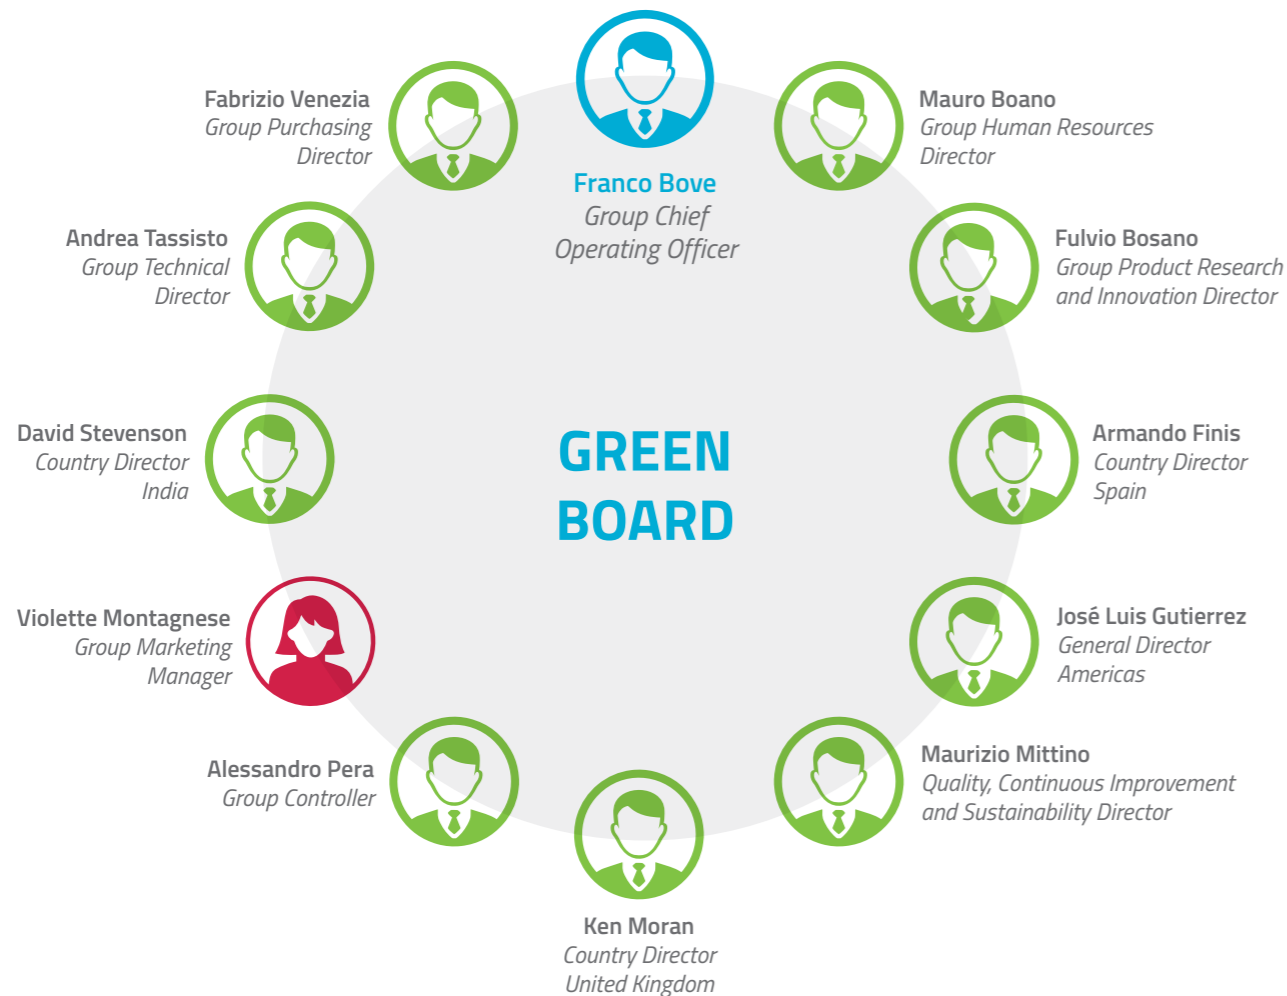 Franco Bove
Group Chief
Operating Officer
Mauro Boano
Group Human Resources
Director
Fulvio Bosano
Group Product Research
and Innovation Director
Armando Finis
Country Director
Spain
José Luis Gutierrez
General Director
Americas
Maurizio Mittino
Quality, Continuous Improvement
and Sustainability Director
Ken Moran
Country Director
United Kingdom
Alessandro Pera
Group Controller
Violette Montagnese
Group Marketing
Manager
David Stevenson
Country Director
India
Andrea Tassisto
Group Technical
Director
Fabrizio Venezia
Group Purchasing
Director
GREEN
BOARD